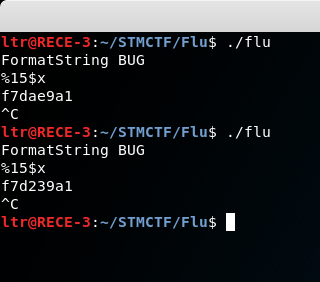 ltr@RECE-3:~/STMCTF/Flu$ ./flu
FormatString BUG
%15$x
f7dae9a1
^C
ltr@RECE-3:~/STMCTF/Flu$ ./flu
FormatString BUG
%15$x
f7d239a1
^C
ltr@RECE-3:~/STMCTF/Flu$